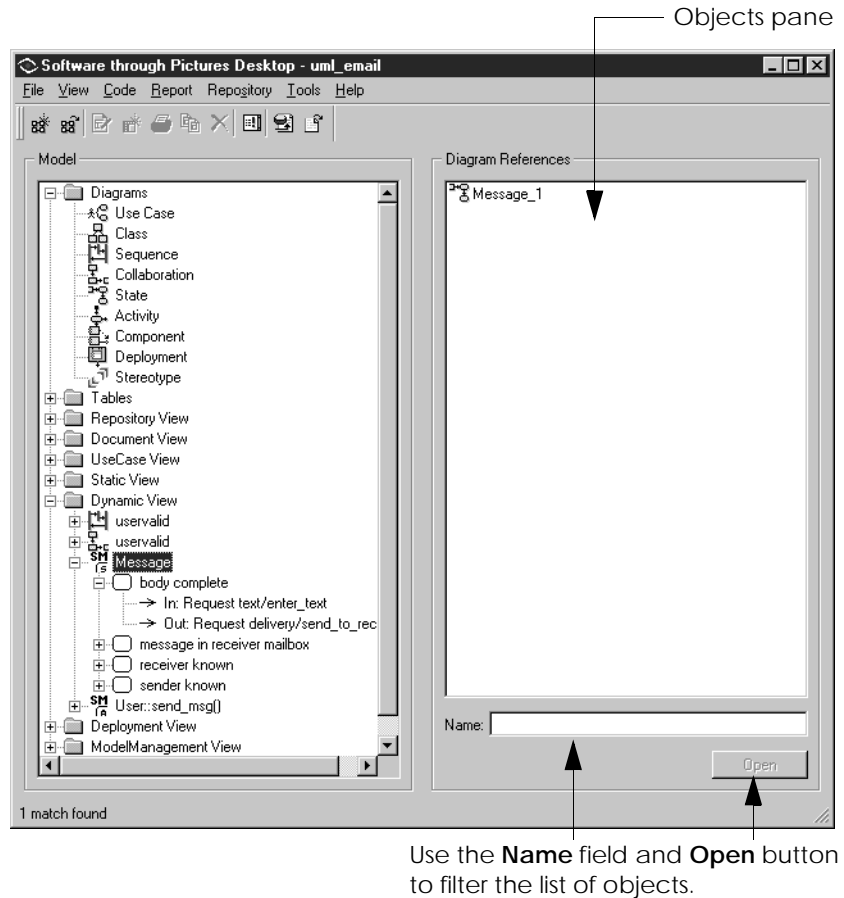 Objects pane
Software through Pictures Desktop - uml_email
File View Code Report Repository Tools Help
Model
Diagrams
Use Case
Class
Sequence
Collaboration
State
Activity
Component
Deployment
Stereotype
Tables
Repository View
Document View
UseCase View
Static View
Dynamic View
uservalid
uservalid
SM (S Message
body complete
In: Request text/enter_text
Out: Request delivery/send_to_rec
message in receiver mailbox
receiver known
sender known
SM (A User::send_msg()
Deployment View
ModelManagement View
Diagram References
Message_1
Name:
Open
1 match found
Use the Name field and Open button
to filter the list of objects.